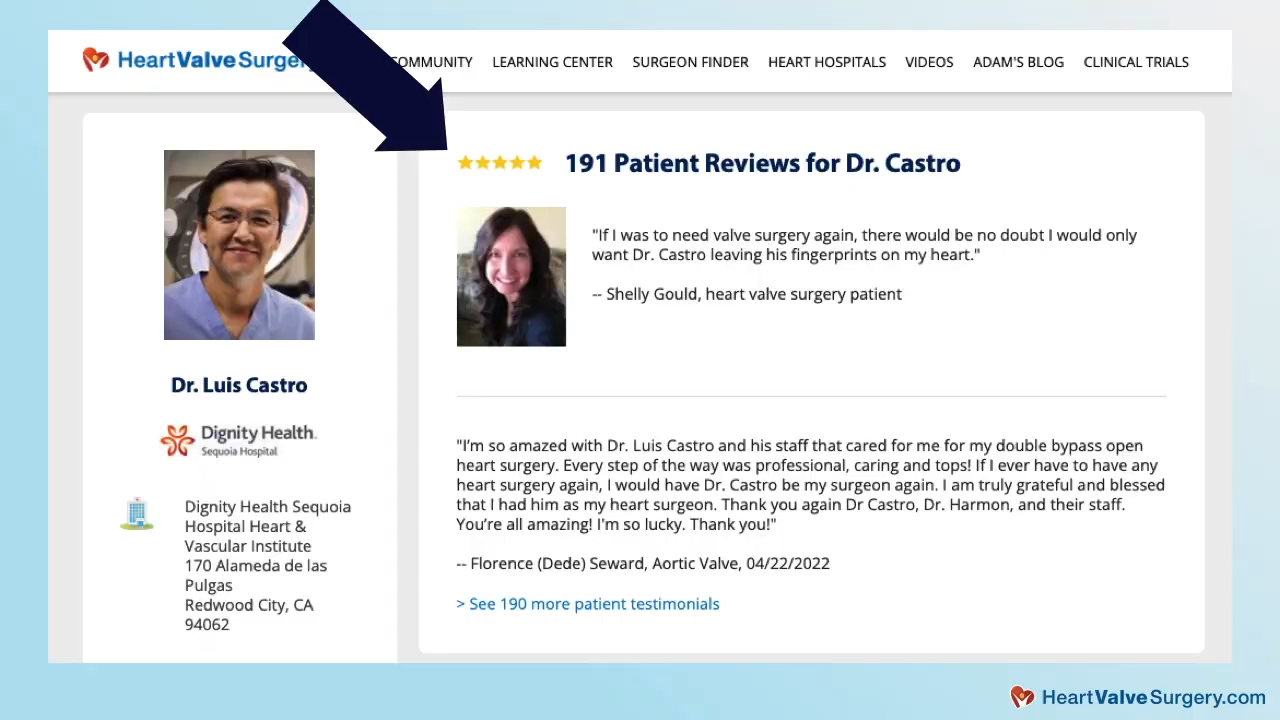 HeartValveSurger
COMMUNITY LEARNING CENTER SURGEON FINDER HEART HOSPITALS VIDEOS ADAM'S BLOG CLINICAL TRIALS
191 Patient Reviews for Dr. Castro
"If I was to need valve surgery again, there would be no doubt I would only
want Dr. Castro leaving his fingerprints on my heart."
-- Shelly Gould, heart valve surgery patient
Dr. Luis Castro
Dignity Health.
Sequoia Hospital
Dignity Health Sequoia
Hospital Heart &
Vascular Institute
170 Alameda de las
Pulgas
Redwood City, CA
94062
"I'm so amazed with Dr. Luis Castro and his staff that cared for me for my double bypass open
heart surgery. Every step of the way was professional, caring and tops! If I ever have to have any
heart surgery again, I would have Dr. Castro be my surgeon again. I am truly grateful and blessed
that I had him as my heart surgeon. Thank you again Dr Castro, Dr. Harmon, and their staff.
You're all amazing! I'm so lucky. Thank you!"
-- Florence (Dede) Seward, Aortic Valve, 04/22/2022
> See 190 more patient testimonials
HeartValveSurgery.com